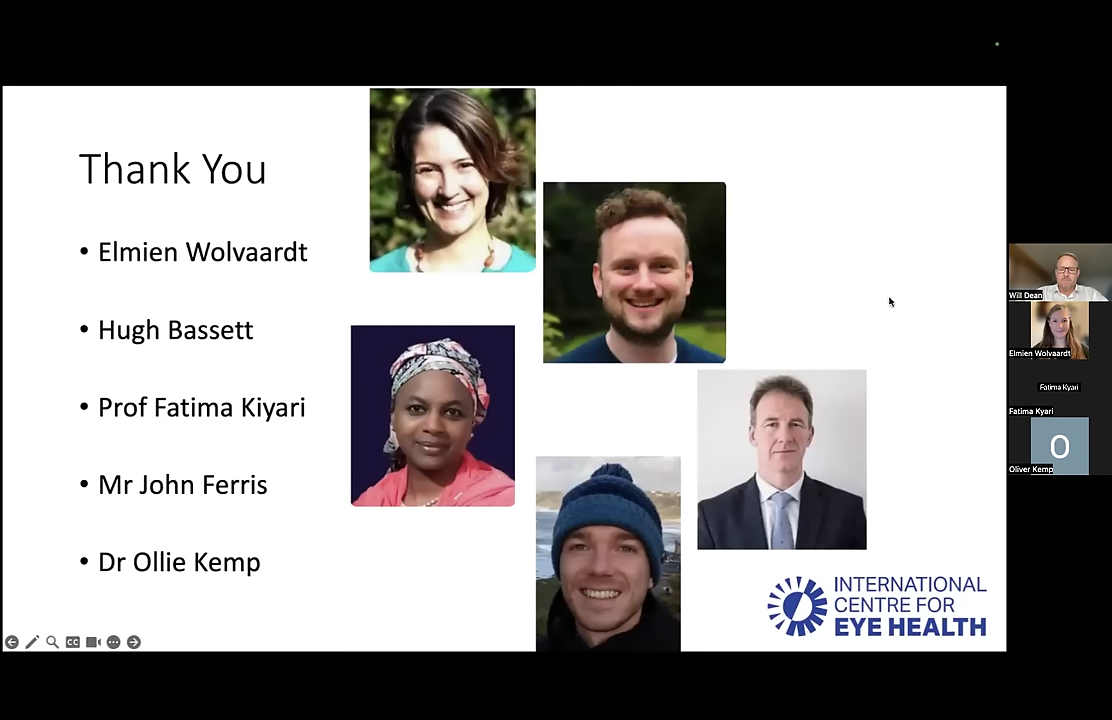 Thank You
• Elmien Wolvaardt
• Hugh Bassett
• Prof Fatima Kiyari
• Mr John Ferris
• Dr Ollie Kemp
INTERNATIONAL
CENTRE FOR
EYE HEALTH
CC
Will Dean
Elmien Wolvaardt
Fatima Kyari
Fatima Kyari
O
Oliver Kemp